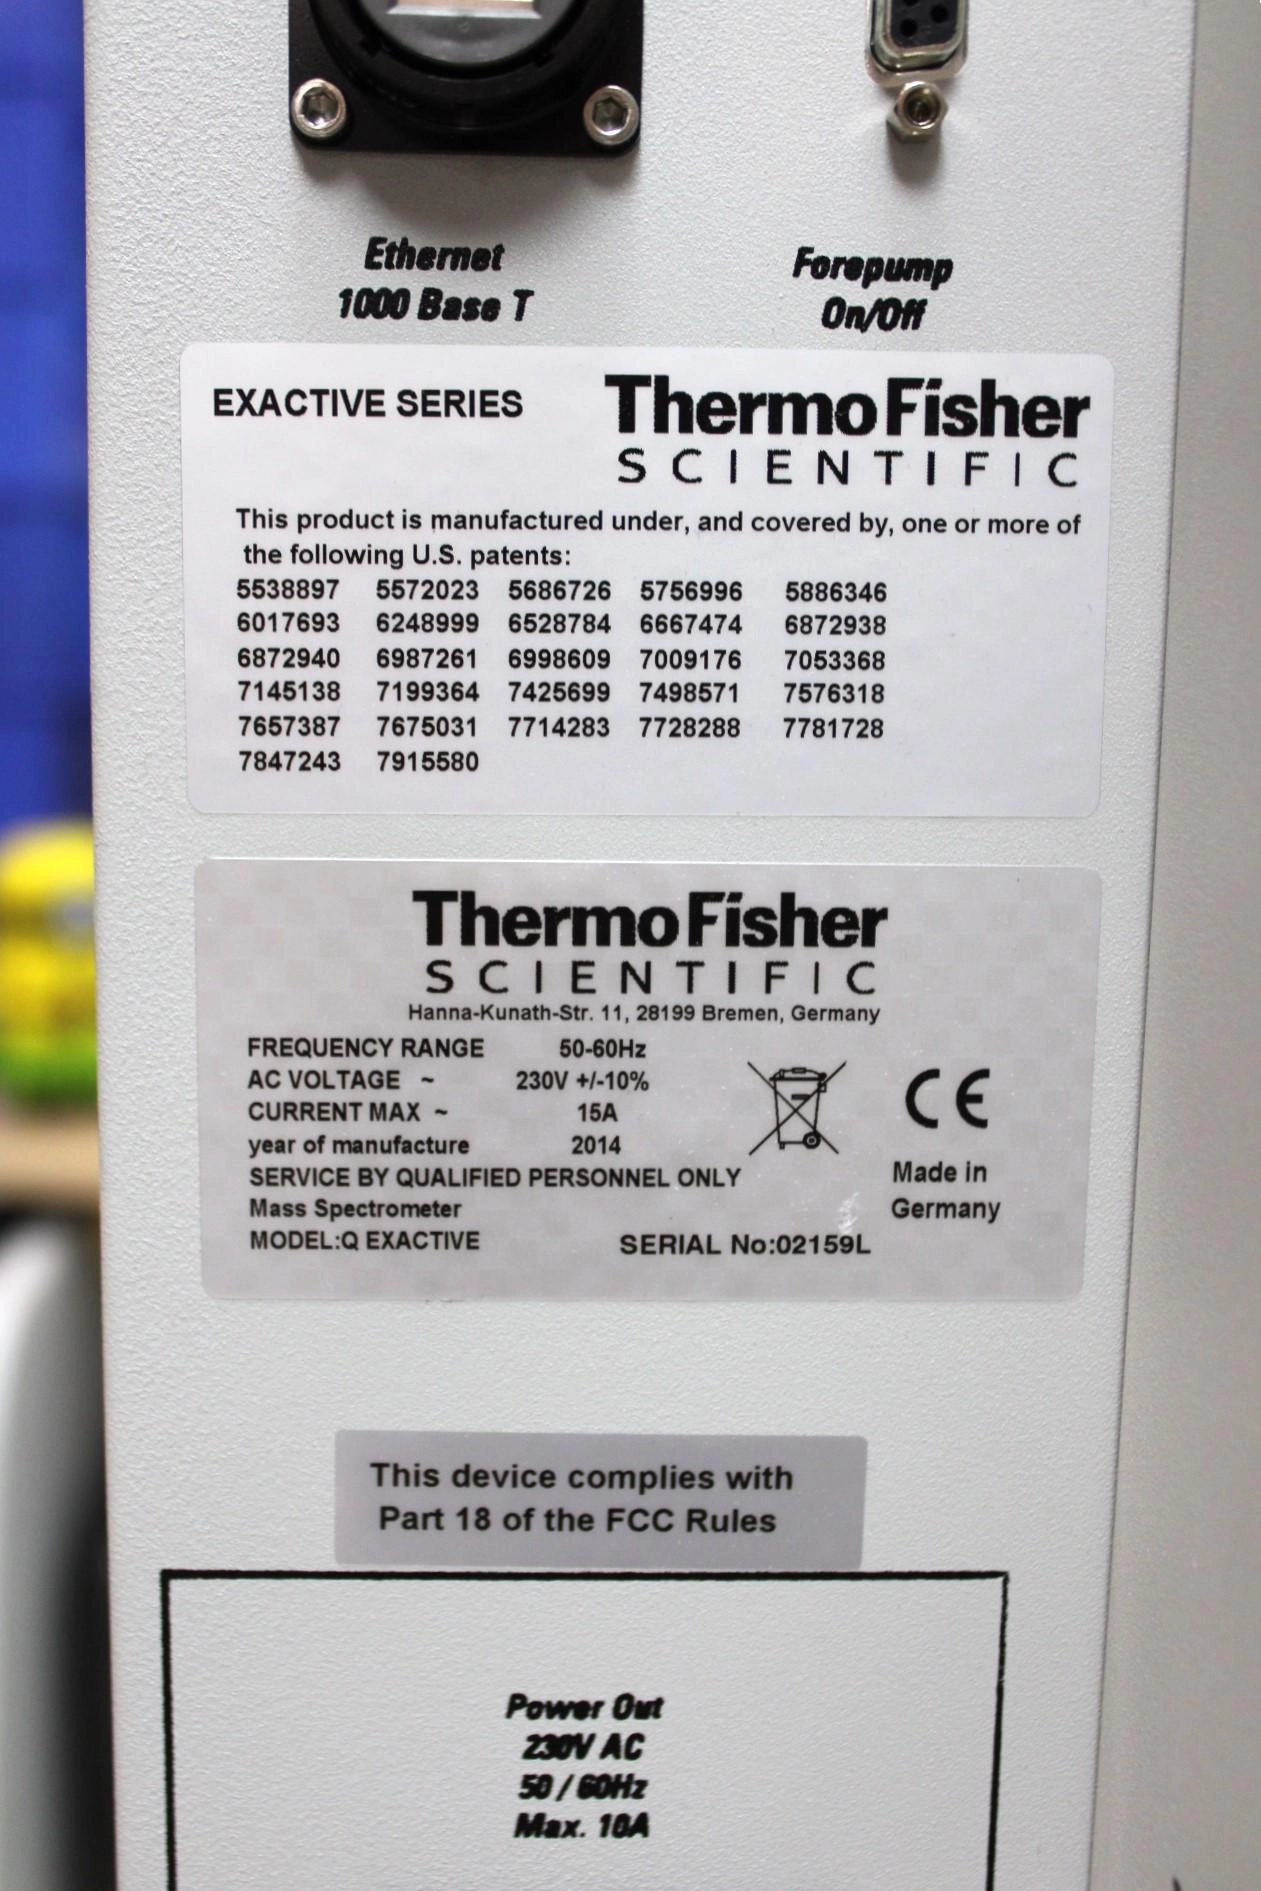 Ethernet
1000 Base T
Forepump
On/Off
EXACTIVE SERIES
ThermoFisher
SCIENTIFIC
This product is manufactured under, and covered by, one or more of
the following U.S. patents:
5538897 5572023 5686726 5756996 5886346
6017693 6248999 6528784 6667474 6872938
6872940 6987261 6998609 7009176 7053368
7145138 7199364 7425699 7498571 7576318
7657387 7675031 7714283 7728288 7781728
7847243 7915580
ThermoFisher
SCIENTIFIC
Hanna-Kunath-Str. 11, 28199 Bremen, Germany
FREQUENCY RANGE 50-60Hz
AC VOLTAGE ~ 230V +/-10%
CURRENT MAX ~ 15A
year of manufacture 2014
SERVICE BY QUALIFIED PERSONNEL ONLY
Mass Spectrometer
MODEL:Q EXACTIVE
SERIAL No:02159L
CE
Made in
Germany
This device complies with
Part 18 of the FCC Rules
Power Out
230V AC
50 / 60Hz
Max. 10A